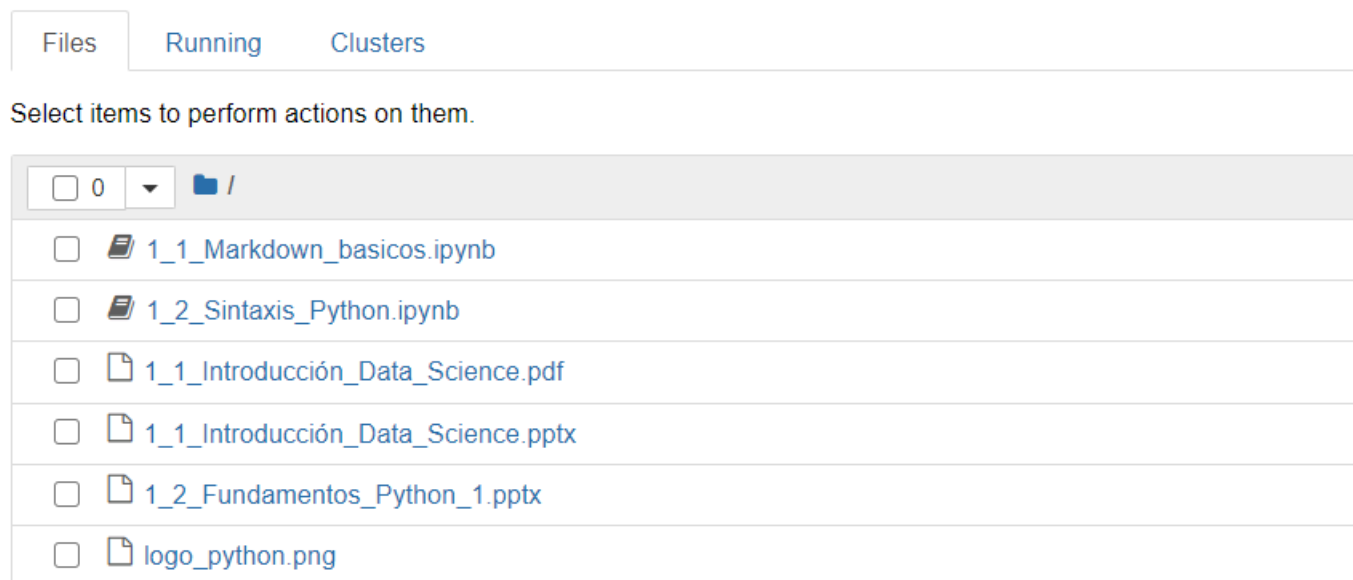 Files Running Clusters
Select items to perform actions on them.
0 /
1_1_Markdown_basicos.ipynb
1_2_Sintaxis_Python.ipynb
1_1_Introducción_Data_Science.pdf
1_1_Introducción_Data_Science.pptx
1_2_Fundamentos_Python_1.pptx
logo_python.png